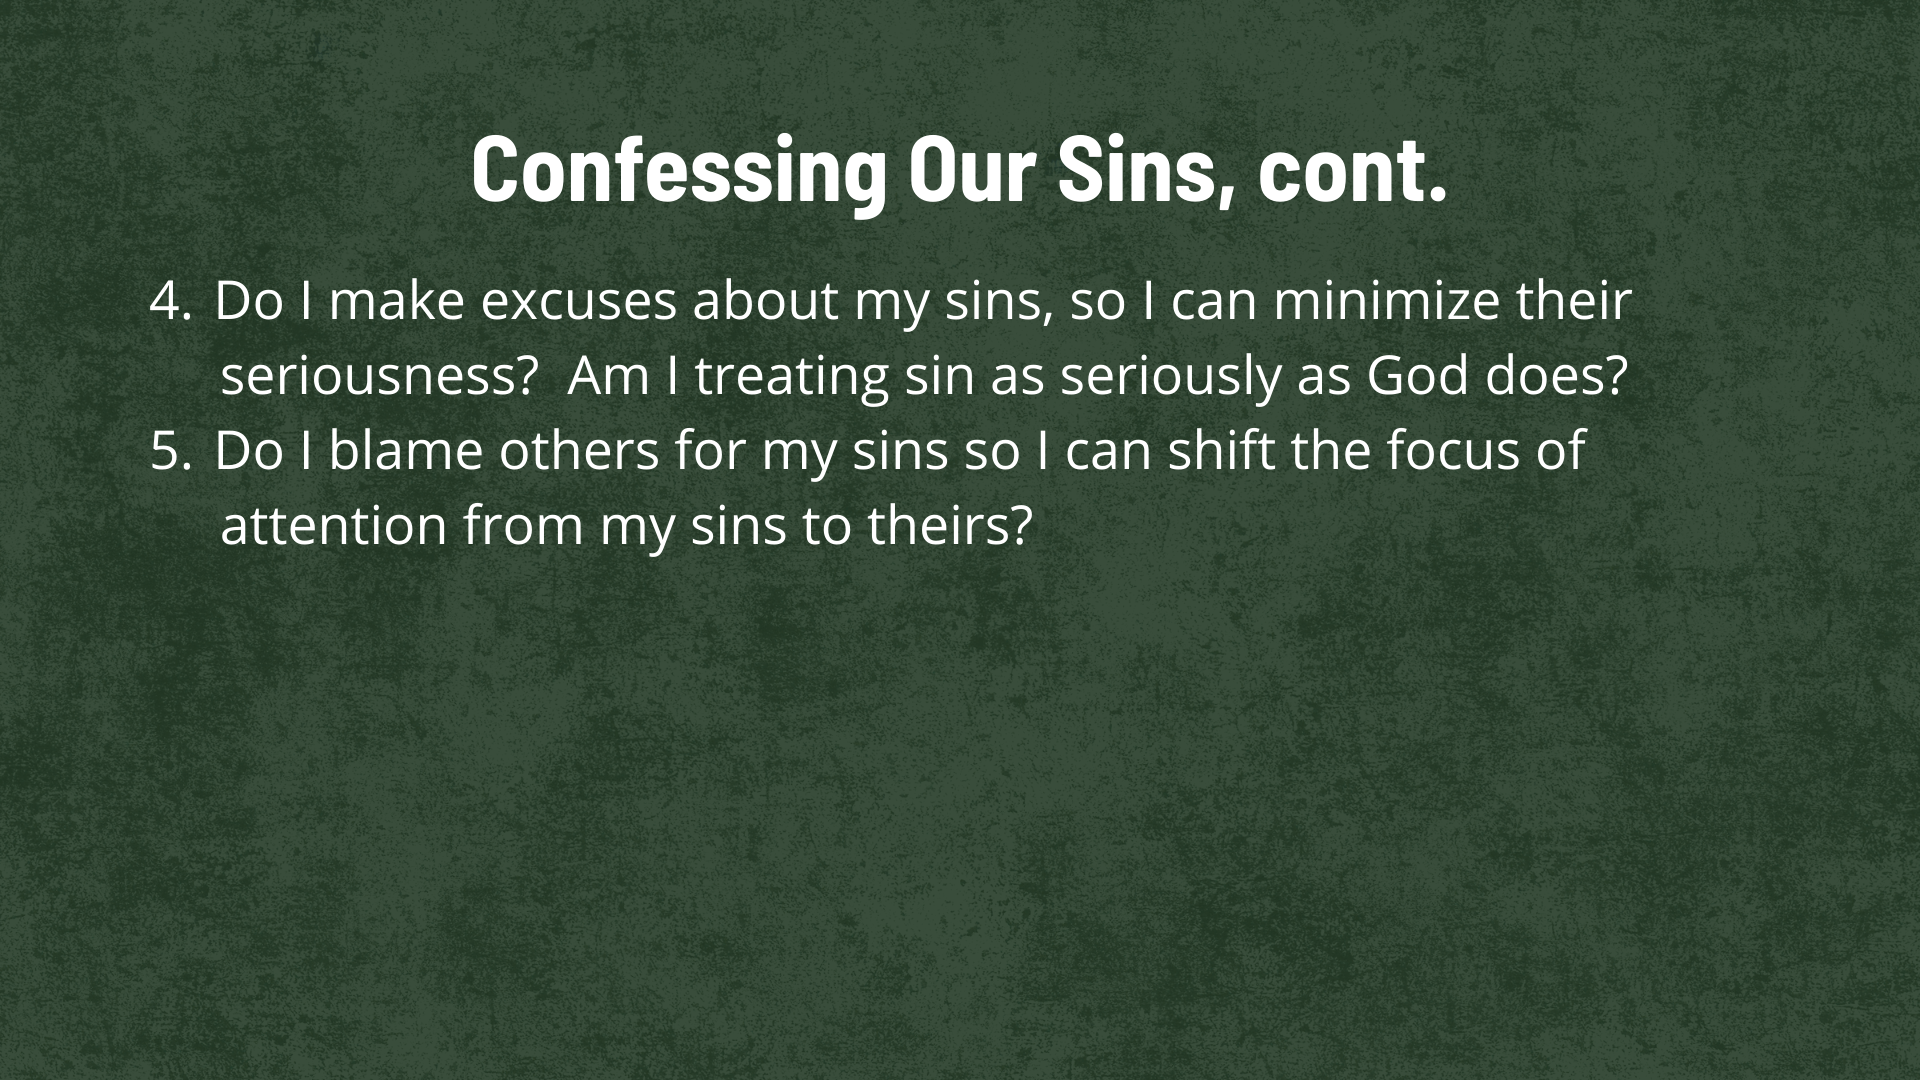 Confessing Our Sins, cont.
4. Do I make excuses about my sins, so I can minimize their
seriousness?  Am I treating sin as seriously as God does?
5. Do I blame others for my sins so I can shift the focus of
attention from my sins to theirs?